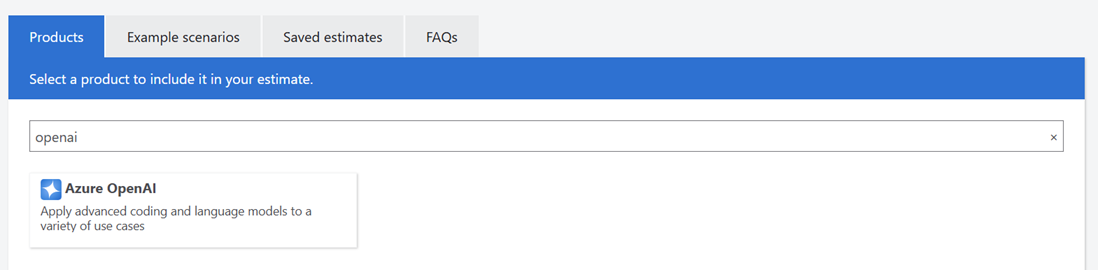 Products Example scenarios Saved estimates FAQs
Select a product to include it in your estimate.
openai ×
Azure OpenAI
Apply advanced coding and language models to a
variety of use cases